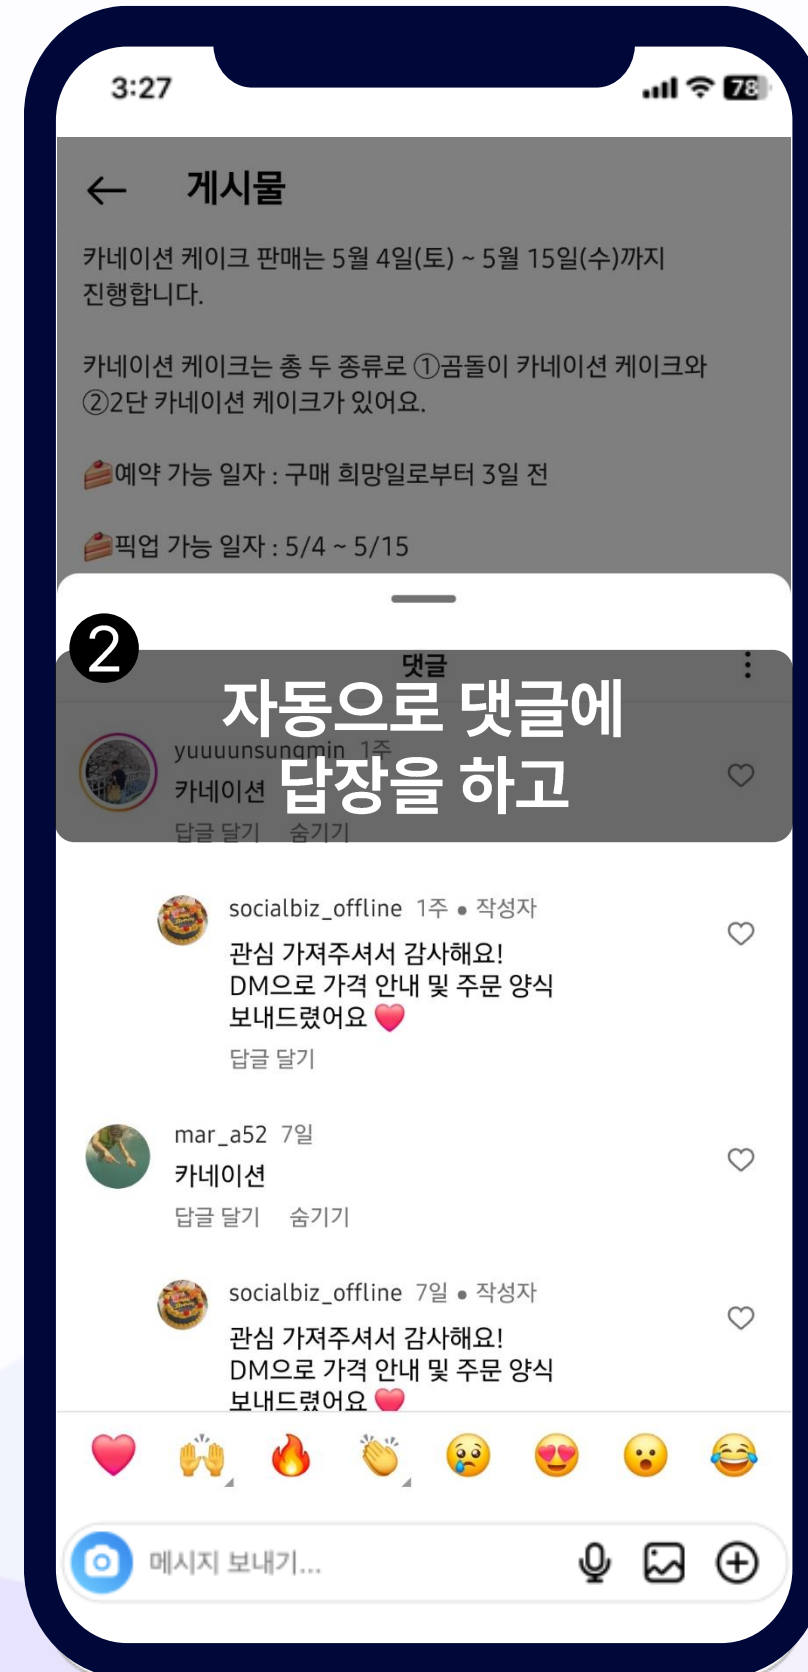 3:27
78
게시물
카네이션 케이크 판매는 5월 4일(토) ~ 5월 15일(수)까지
진행합니다.
카네이션 케이크는 총 두 종류로 ①곰돌이 카네이션 케이크와
②2단 카네이션 케이크가 있어요.
🍰예약 가능 일자 : 구매 희망일로부터 3일 전
🍰픽업 가능 일자 : 5/4 ~ 5/15
2
댓글
자동으로 댓글에
답장을 하고
yuuuunsungmin 1주
카네이션
답글 달기 숨기기
socialbiz_offline 1주 • 작성자
관심 가져주셔서 감사해요!
DM으로 가격 안내 및 주문 양식
보내드렸어요 ❤️
답글 달기
mar_a52 7일
카네이션
답글 달기 숨기기
socialbiz_offline 7일 • 작성자
관심 가져주셔서 감사해요!
DM으로 가격 안내 및 주문 양식
보내드렸어요 ❤️
메시지 보내기...